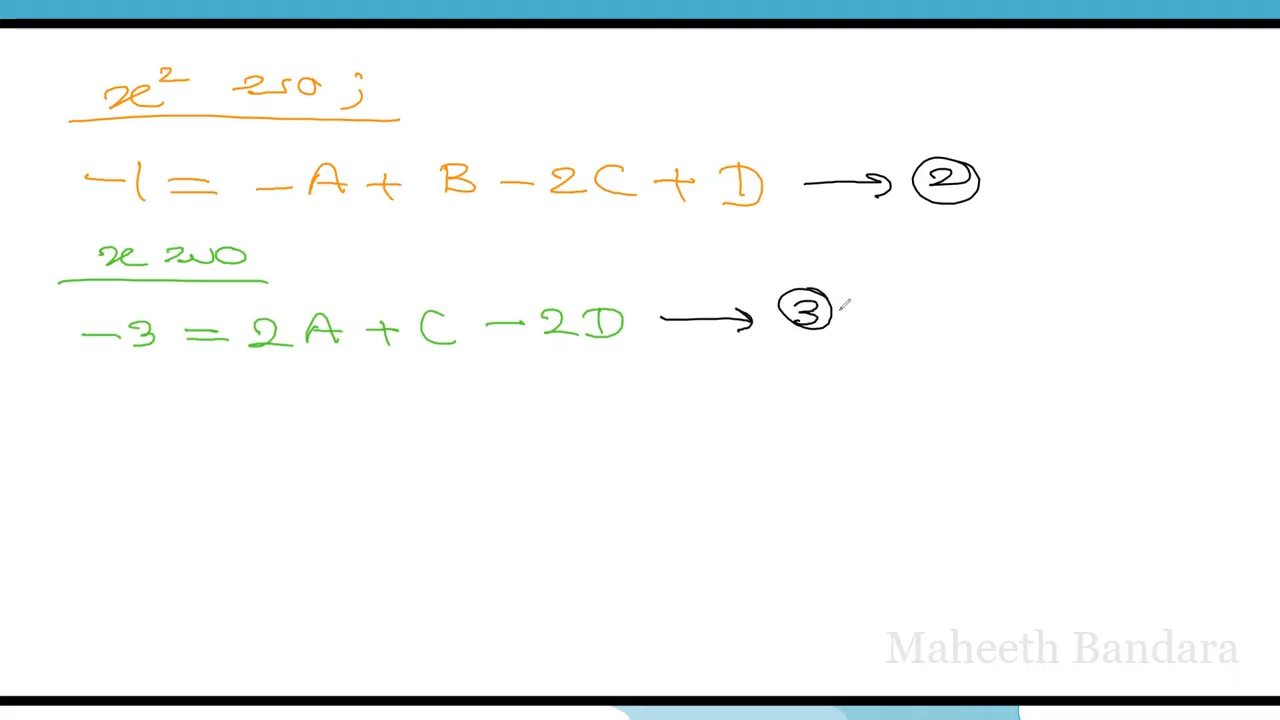 x²
-1 = -A + B - 2C + D → ②
x
-3 = 2A + C - 2D → ③
Maheeth Bandara